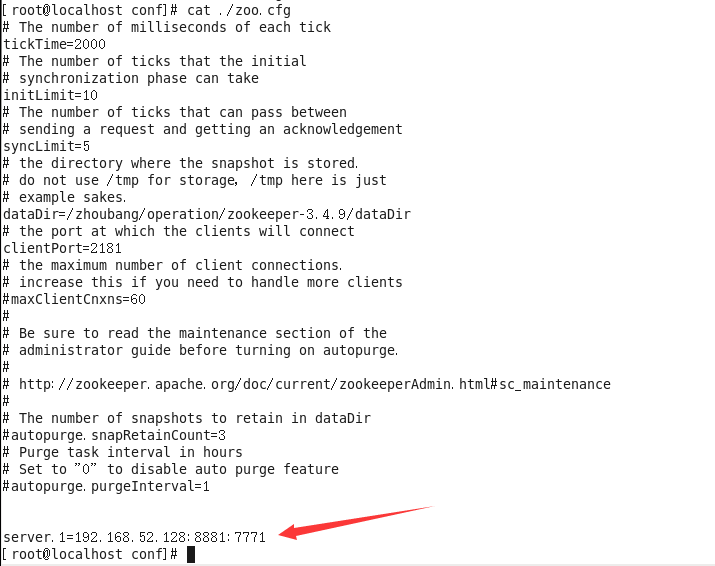 [root@localhost conf]# cat ./zoo.cfg
# The number of milliseconds of each tick
tickTime=2000
# The number of ticks that the initial
# synchronization phase can take
initLimit=10
# The number of ticks that can pass between
# sending a request and getting an acknowledgement
syncLimit=5
# the directory where the snapshot is stored.
# do not use /tmp for storage, /tmp here is just
# example sakes.
dataDir=/zhoubang/operation/zookeeper-3.4.9/dataDir
# the port at which the clients will connect
clientPort=2181
# the maximum number of client connections.
# increase this if you need to handle more clients
#maxClientCnxns=60
#
# Be sure to read the maintenance section of the
# administrator guide before turning on autopurge.
#
# http://zookeeper.apache.org/doc/current/zookeeperAdmin.html#sc_maintenance
#
# The number of snapshots to retain in dataDir
#autopurge.snapRetainCount=3
# Purge task interval in hours
# Set to "0" to disable auto purge feature
#autopurge.purgeInterval=1
server.1=192.168.52.128:8881:7771
[root@localhost conf]#